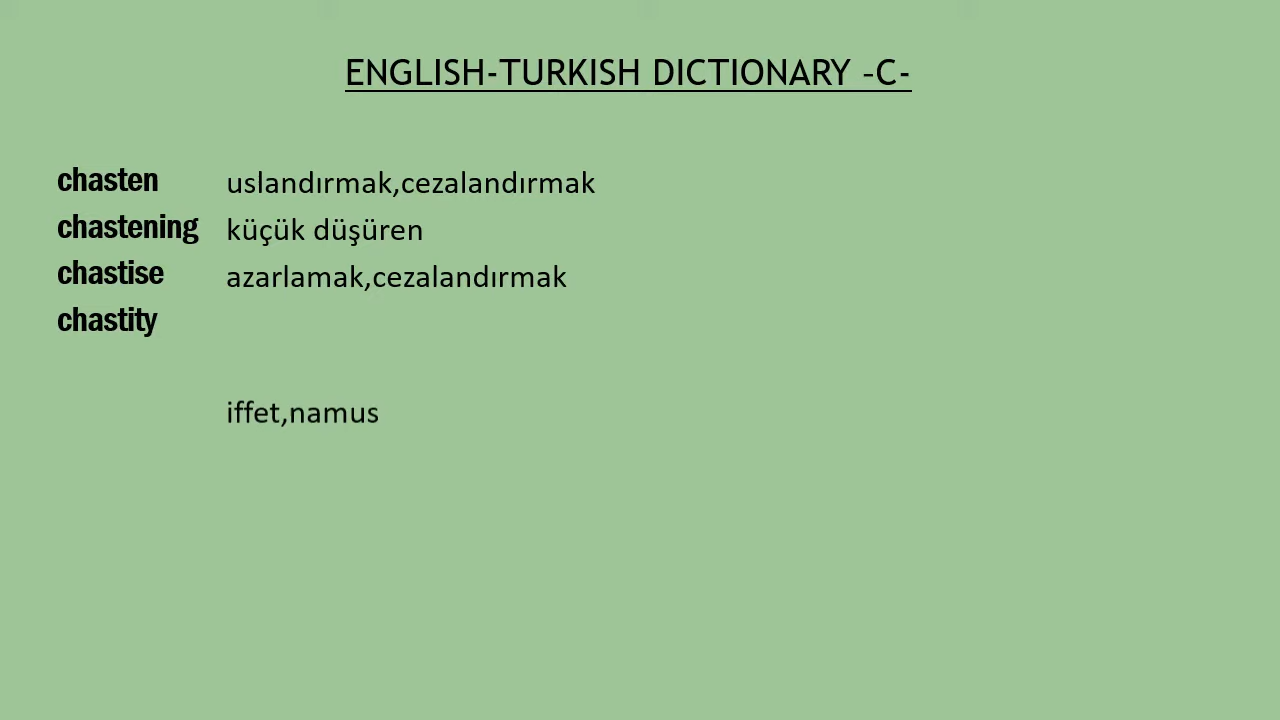 ENGLISH-TURKISH DICTIONARY –C-
chasten uslandırmak,cezalandırmak
chastening küçük düşüren
chastise azarlamak,cezalandırmak
chastity
iffet,namus